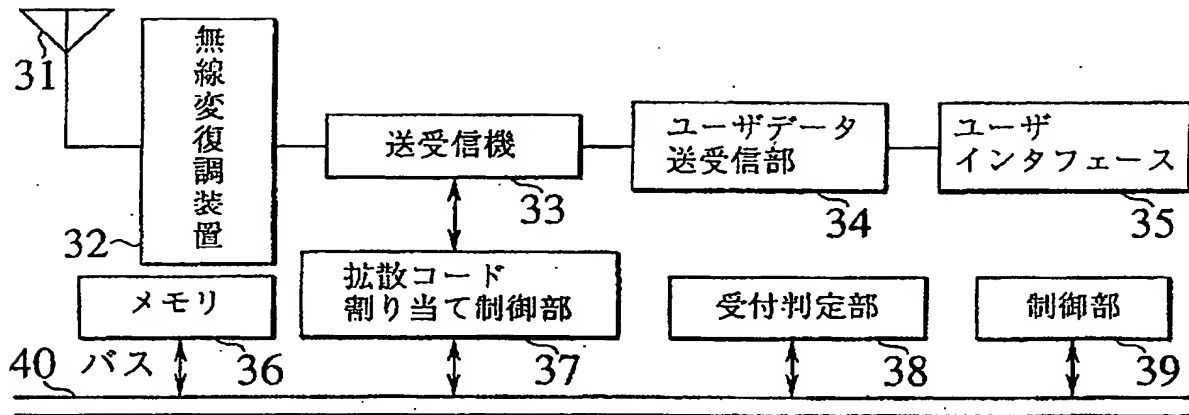 31
無線変復調装置
32
送受信機
33
ユーザデータ
送受信部
34
ユーザ
インタフェース
35
メモリ
36
拡散コード
割り当て制御部
37
受付判定部
38
制御部
39
40 バス